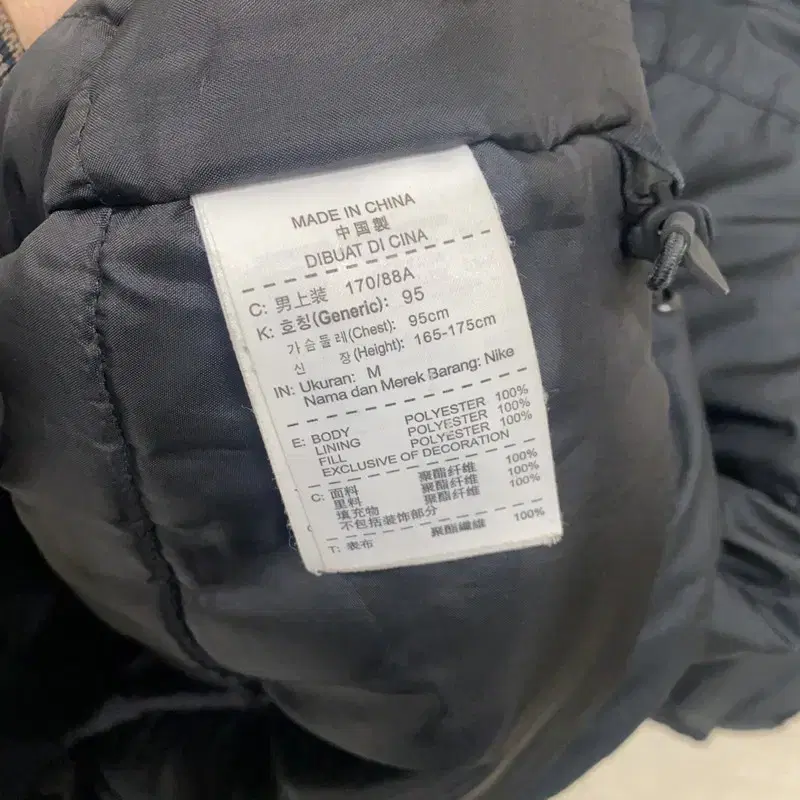 MADE IN CHINA
中国製
DIBUAT DI CINA
C: 男上装 170/88A
K: 호칭(Generic): 95
가슴둘레(Chest): 95cm
신 장(Height): 165-175cm
IN: Ukuran: M
Nama dan Merek Barang: Nike
E: BODY POLYESTER 100%
LINING POLYESTER 100%
FILL POLYESTER 100%
EXCLUSIVE OF DECORATION
C: 面料 聚酯纤维 100%
里料 聚酯纤维 100%
填充物 聚酯纤维 100%
不包括装饰部分
T: 表布 聚酯纖維 100%